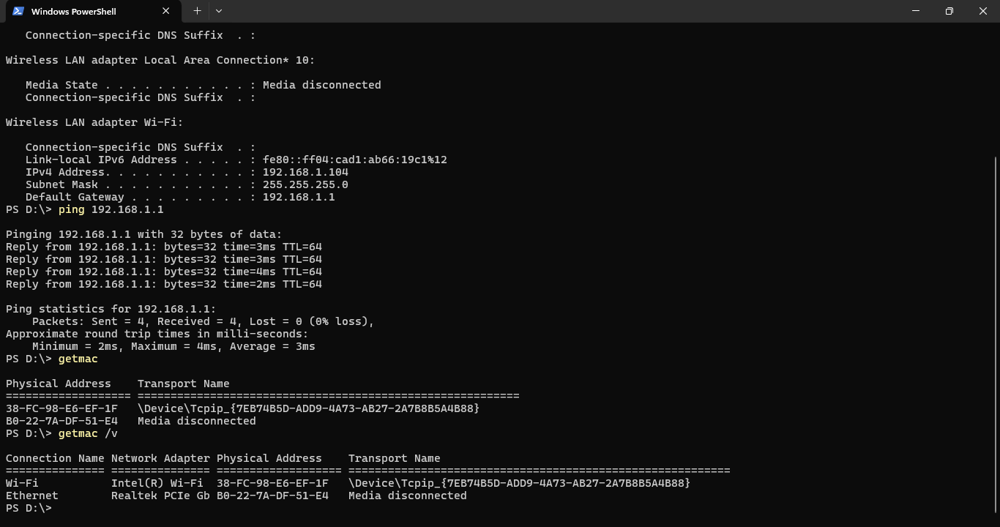 Windows PowerShell
   Connection-specific DNS Suffix  . :

Wireless LAN adapter Local Area Connection* 10:

   Media State . . . . . . . . . . . : Media disconnected
   Connection-specific DNS Suffix  . :

Wireless LAN adapter Wi-Fi:

   Connection-specific DNS Suffix  . :
   Link-local IPv6 Address . . . . . : fe80::ff04:cad1:ab66:19c1%12
   IPv4 Address. . . . . . . . . . . : 192.168.1.104
   Subnet Mask . . . . . . . . . . . : 255.255.255.0
   Default Gateway . . . . . . . . . : 192.168.1.1
PS D:\> ping 192.168.1.1

Pinging 192.168.1.1 with 32 bytes of data:
Reply from 192.168.1.1: bytes=32 time=3ms TTL=64
Reply from 192.168.1.1: bytes=32 time=3ms TTL=64
Reply from 192.168.1.1: bytes=32 time=4ms TTL=64
Reply from 192.168.1.1: bytes=32 time=2ms TTL=64

Ping statistics for 192.168.1.1:
    Packets: Sent = 4, Received = 4, Lost = 0 (0% loss),
Approximate round trip times in milli-seconds:
    Minimum = 2ms, Maximum = 4ms, Average = 3ms
PS D:\> getmac

Physical Address    Transport Name
=================== ==========================================================
38-FC-98-E6-EF-1F   \Device\Tcpip_{7EB74B5D-ADD9-4A73-AB27-2A7B8B5A4B88}
B0-22-7A-DF-51-E4   Media disconnected
PS D:\> getmac /v

Connection Name Network Adapter Physical Address    Transport Name
=============== =============== =================== ==========================================================
Wi-Fi           Intel(R) Wi-Fi  38-FC-98-E6-EF-1F   \Device\Tcpip_{7EB74B5D-ADD9-4A73-AB27-2A7B8B5A4B88}
Ethernet        Realtek PCIe Gb B0-22-7A-DF-51-E4   Media disconnected
PS D:\>